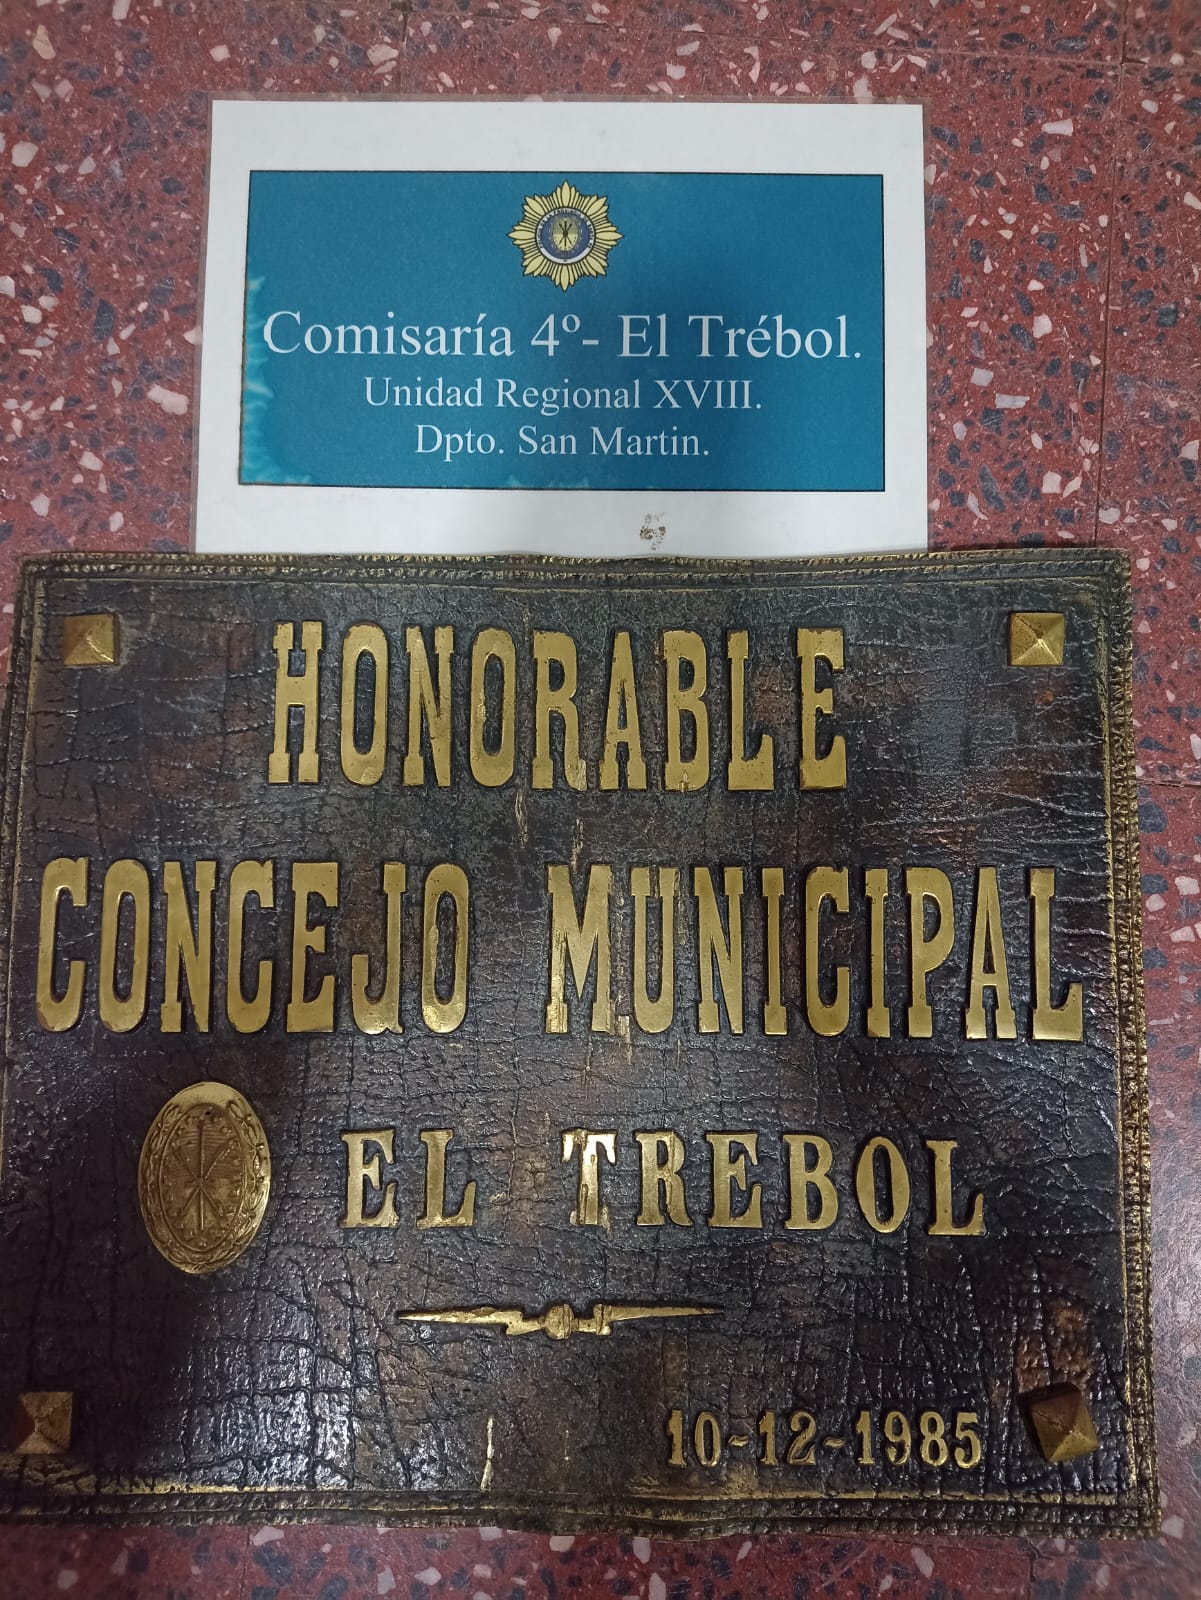 Comisaría 4º- El Trébol.
Unidad Regional XVIII.
Dpto. San Martin.
HONORABLE
CONCEJO MUNICIPAL
EL TREBOL
10-12-1985